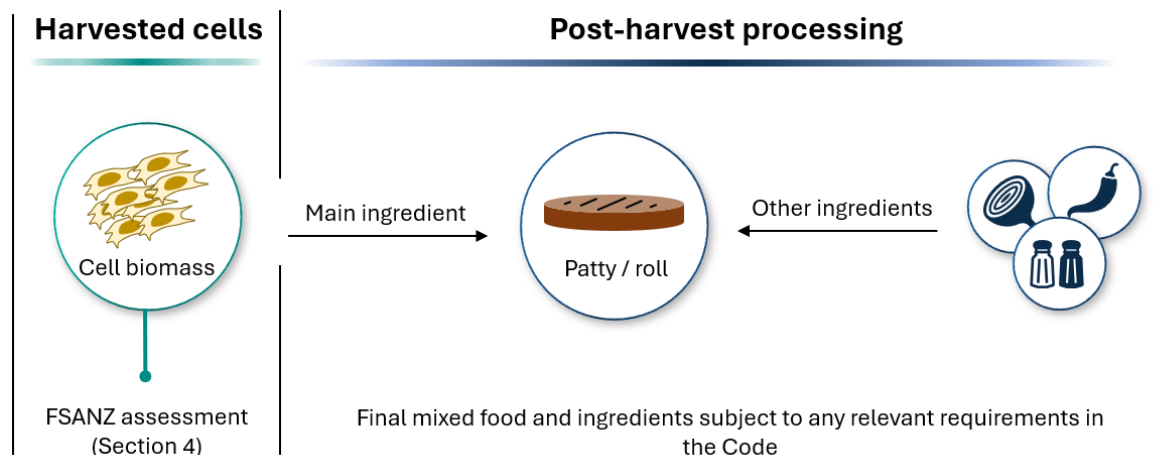 Harvested cells
Post-harvest processing
Main ingredient
Other ingredients
Cell biomass
Patty / roll
FSANZ assessment
(Section 4)
Final mixed food and ingredients subject to any relevant requirements in
the Code